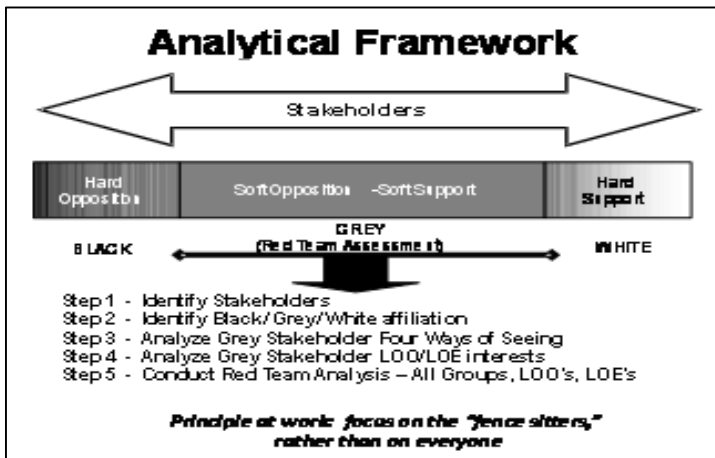 Analytical Framework
Stakeholders
Hard
Opposition
Soft Opposition - Soft Support
Hard
Support
BLACK
GREY
(Red Team Assessment)
WHITE
Step 1 - Identify Stakeholders
Step 2 - Identify Black/Grey/White affiliation
Step 3 - Analyze Grey Stakeholder Four Ways of Seeing
Step 4 - Analyze Grey Stakeholder LOO/LOE interests
Step 5 - Conduct Red Team Analysis – All Groups, LOO's, LOE's
Principle at work: focus on the "fence sitters,"
rather than on everyone